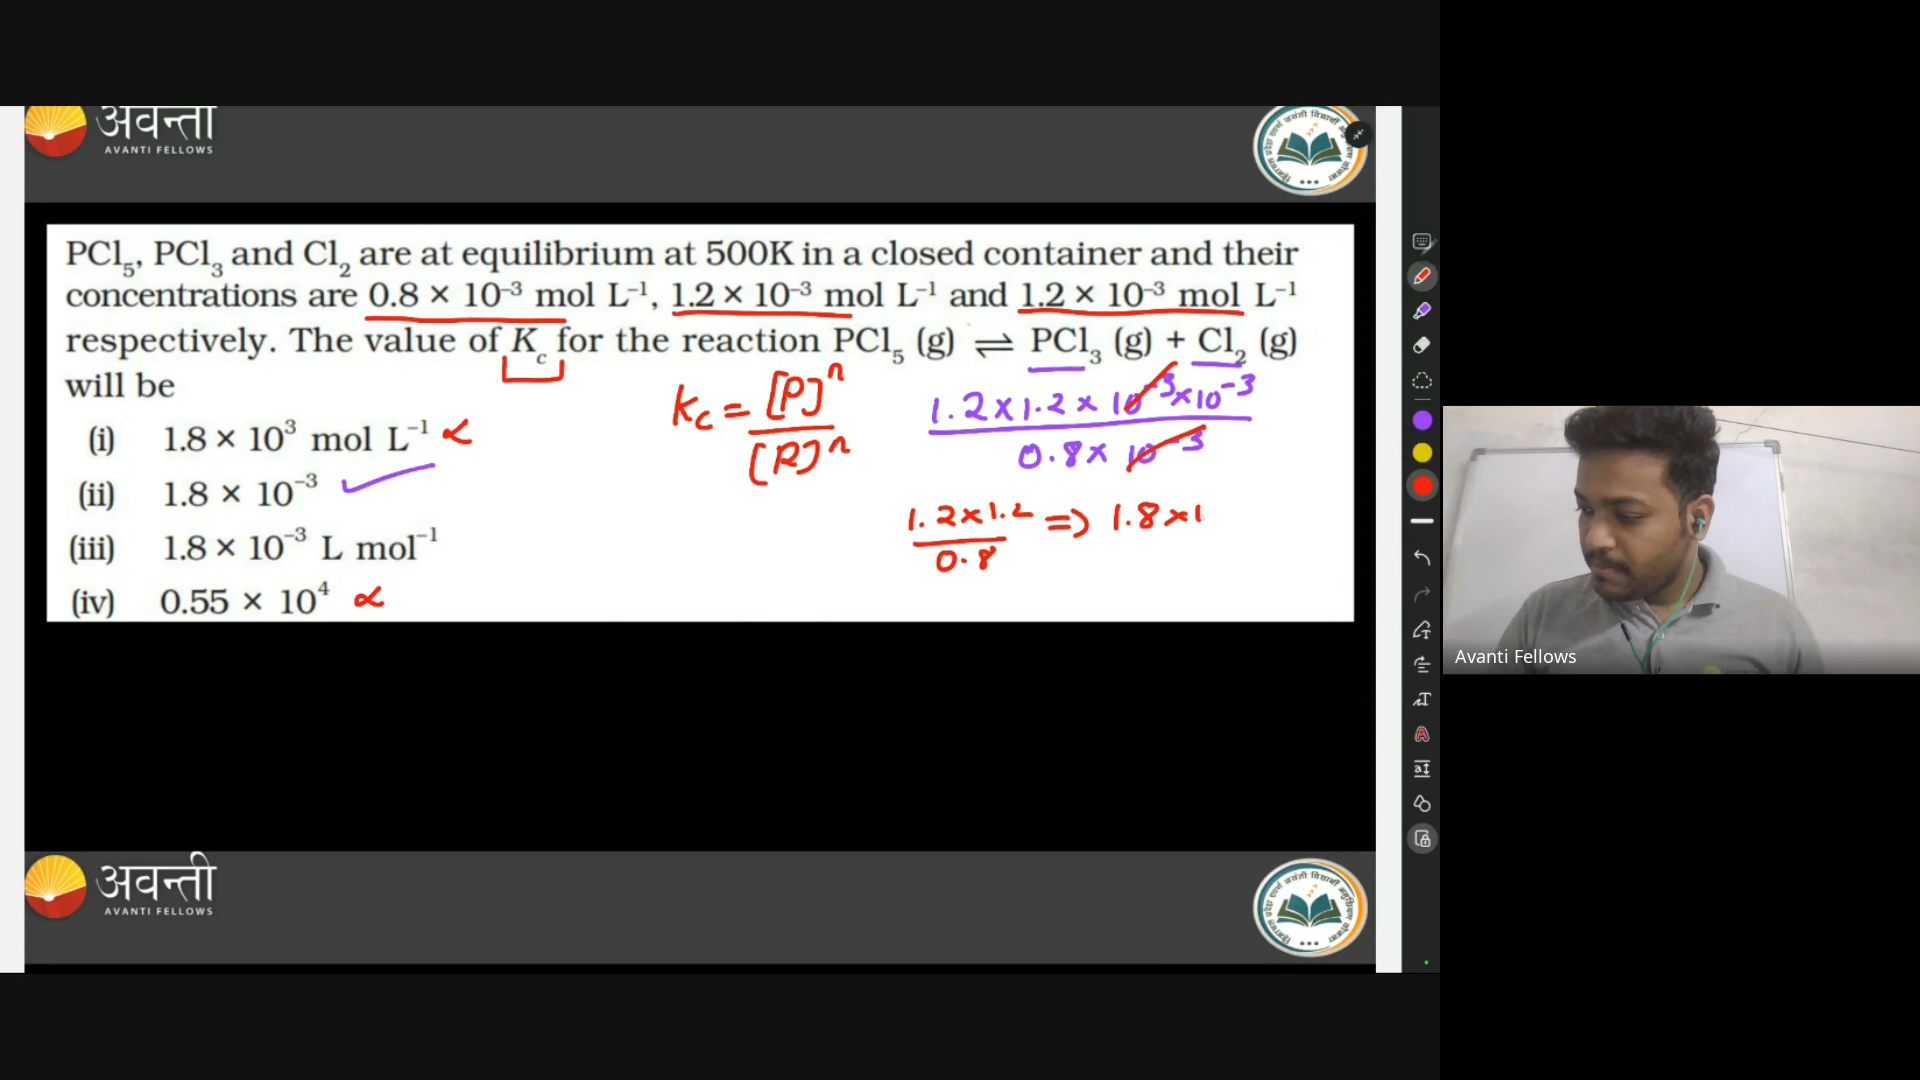 अवन्ती
AVANTI FELLOWS
PCl₅, PCl₃ and Cl₂ are at equilibrium at 500K in a closed container and their
concentrations are 0.8 × 10⁻³ mol L⁻¹, 1.2 × 10⁻³ mol L⁻¹ and 1.2 × 10⁻³ mol L⁻¹
respectively. The value of K꜀ for the reaction PCl₅ (g) ⇌ PCl₃ (g) + Cl₂ (g)
will be
(i) 1.8 × 10³ mol L⁻¹ α
(ii) 1.8 × 10⁻³ ✓
(iii) 1.8 × 10⁻³ L mol⁻¹
(iv) 0.55 × 10⁴ α
Kc = [P]ⁿ
[R]ⁿ
1.2 × 1.2 × 10⁻³ × 10⁻³
0.8 × 10⁻³
1.2 × 1.2 => 1.8 × 1
0.8
Avanti Fellows
अवन्ती
AVANTI FELLOWS